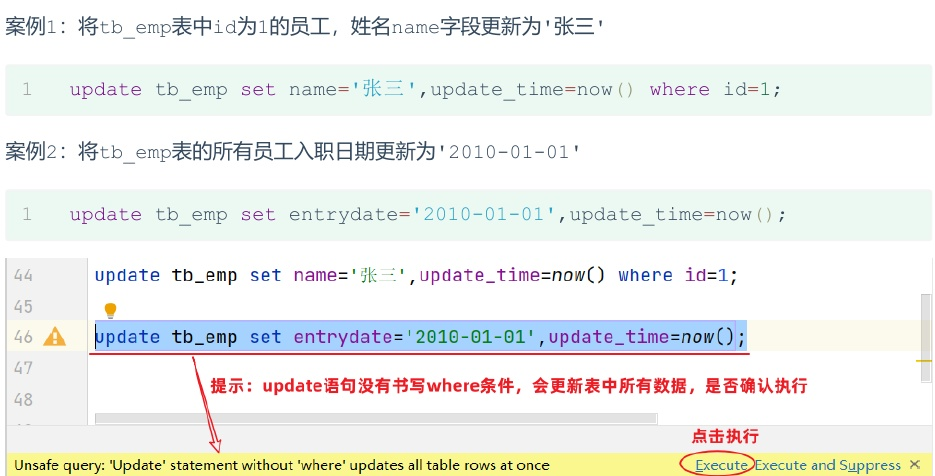 案例1：将tb_emp表中id为1的员工，姓名name字段更新为'张三'
1 update tb_emp set name='张三',update_time=now() where id=1;
案例2：将tb_emp表的所有员工入职日期更新为'2010-01-01'
1 update tb_emp set entrydate='2010-01-01',update_time=now();
44 update tb_emp set name='张三',update_time=now() where id=1;
45
46 update tb_emp set entrydate='2010-01-01',update_time=now();
47
提示：update语句没有书写where条件，会更新表中所有数据，是否确认执行
48
点击执行
Unsafe query: 'Update' statement without 'where' updates all table rows at once Execute Execute and Suppress